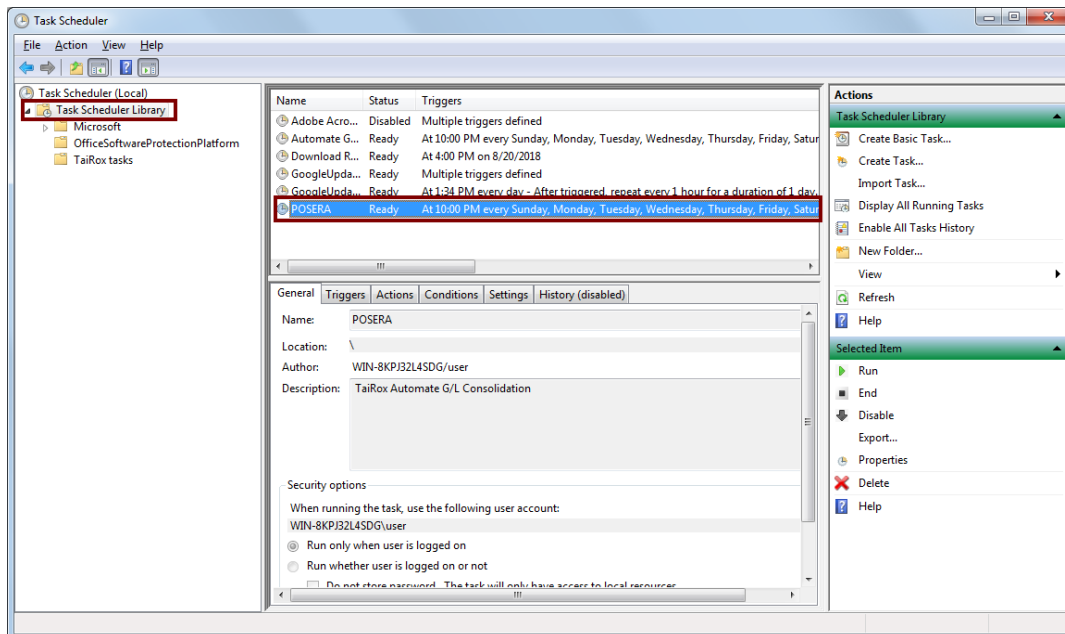 Task Scheduler
File Action View Help
Task Scheduler (Local)
Task Scheduler Library
Microsoft
OfficeSoftwareProtectionPlatform
TaiRox tasks
Name Status Triggers
Adobe Acro... Disabled Multiple triggers defined
Automate G... Ready At 10:00 PM every Sunday, Monday, Tuesday, Wednesday, Thursday, Friday, Satur
Download R... Ready At 4:00 PM on 8/20/2018
GoogleUpda... Ready Multiple triggers defined
GoogleUpda... Ready At 1:34 PM every day - After triggered, repeat every 1 hour for a duration of 1 day.
POSERA Ready At 10:00 PM every Sunday, Monday, Tuesday, Wednesday, Thursday, Friday, Satur
General Triggers Actions Conditions Settings History (disabled)
Name: POSERA
Location: \
Author: WIN-8KPJ32L4SDG/user
Description: TaiRox Automate G/L Consolidation
Security options
When running the task, use the following user account:
WIN-8KPJ32L4SDG\user
Run only when user is logged on
Run whether user is logged on or not
Do not store password. The task will only have access to local resources
Actions
Task Scheduler Library
Create Basic Task...
Create Task...
Import Task...
Display All Running Tasks
Enable All Tasks History
New Folder...
View
Refresh
Help
Selected Item
Run
End
Disable
Export...
Properties
Delete
Help